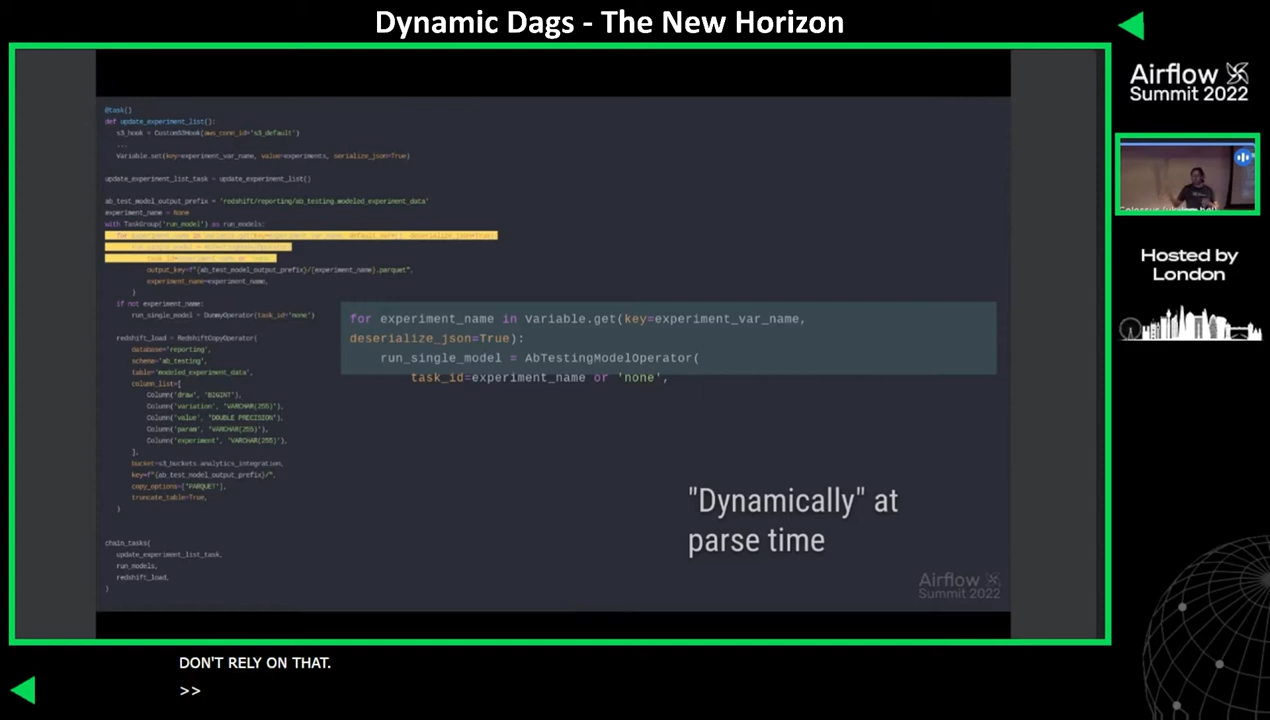 Dynamic Dags - The New Horizon
Airflow
Summit 2022
@task()
def update_experiment_list():
s3_hook = CustomS3Hook(aws_conn_id='s3_default')
...
Variable.set(key=experiment_var_name, value=experiments, serialize_json=True)
update_experiment_list_task = update_experiment_list()
ab_test_model_output_prefix = 'redshift/reporting/ab_testing.modeled_experiment_data'
experiment_name = None
with TaskGroup('run_model') as run_models:
output_key=f"{ab_test_model_output_prefix}/{experiment_name}.parquet",
experiment_name=experiment_name,
)
if not experiment_name:
run_single_model = DummyOperator(task_id='none')
redshift_load = RedshiftCopyOperator(
database='reporting',
schema='ab_testing',
table='modeled_experiment_data',
column_list=[
Column('draw', 'BIGINT'),
Column('variation', 'VARCHAR(255)'),
Column('value', 'DOUBLE PRECISION'),
Column('param', 'VARCHAR(255)'),
Column('experiment', 'VARCHAR(255)'),
],
bucket=s3_buckets.analytics_integration,
key=f"{ab_test_model_output_prefix}/",
copy_options=['PARQUET'],
truncate_table=True,
)
chain_tasks(
update_experiment_list_task,
run_models,
redshift_load,
)
for experiment_name in Variable.get(key=experiment_var_name,
deserialize_json=True):
run_single_model = AbTestingModelOperator(
task_id=experiment_name or 'none',
"Dynamically" at
parse time
Airflow
Summit 2022
Hosted by
London
DON'T RELY ON THAT.
>>